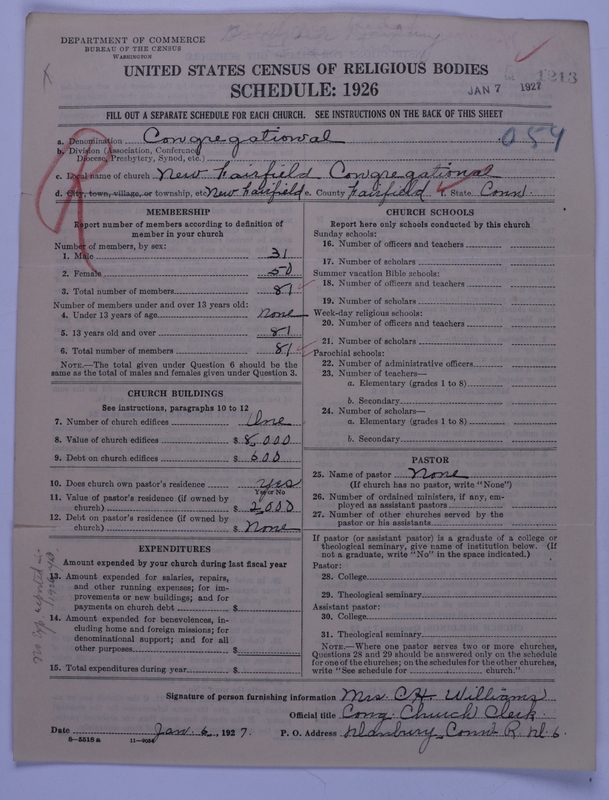 DEPARTMENT OF COMMERCE
BUREAU OF THE CENSUS
WASHINGTON
UNITED STATES CENSUS OF RELIGIOUS BODIES
SCHEDULE: 1926
JAN 7 1927
1213
FILL OUT A SEPARATE SCHEDULE FOR EACH CHURCH. SEE INSTRUCTIONS ON THE BACK OF THIS SHEET
054
a. Denomination Congregational
b. Division (Association, Conference,
Diocese, Presbytery, Synod, etc.)
c. Local name of church New Fairfield Congregational
d. City, town, village, or township, etc. New Fairfield e. County Fairfield f. State Conn
MEMBERSHIP
Report number of members according to definition of
member in your church
Number of members, by sex:
1. Male 31
2. Female 50
3. Total number of members 81
Number of members under and over 13 years old:
4. Under 13 years of age none
5. 13 years old and over 81
6. Total number of members 81
NOTE.—The total given under Question 6 should be
same as the total of males and females given under Question 3.
CHURCH BUILDINGS
See instructions, paragraphs 10 to 12
7. Number of church edifices One
8. Value of church edifices $ 8,000
9. Debt on church edifices $ 600
10. Does church own pastor's residence yes
Yes or No
11. Value of pastor's residence (if owned by
church) $ 2,000
12. Debt on pastor's residence (if owned by
church) $ None
EXPENDITURES
Amount expended by your church during last fiscal year
13. Amount expended for salaries, repairs,
and other running expenses; for im-
provements or new buildings; and for
payments on church debt $
14. Amount expended for benevolences, in-
cluding home and foreign missions; for
denominational support; and for all
other purposes $
15. Total expenditures during year $
CHURCH SCHOOLS
Report here only schools conducted by this church
Sunday schools:
16. Number of officers and teachers
17. Number of scholars
Summer vacation Bible schools:
18. Number of officers and teachers
19. Number of scholars
Week-day religious schools:
20. Number of officers and teachers
21. Number of scholars
Parochial schools:
22. Number of administrative officers
23. Number of teachers—
a. Elementary (grades 1 to 8)
b. Secondary
24. Number of scholars—
a. Elementary (grades 1 to 8)
b. Secondary
PASTOR
25. Name of pastor None
(If church has no pastor, write "None")
26. Number of ordained ministers, if any, em-
ployed as assistant pastors
27. Number of other churches served by the
pastor or his assistants
If pastor (or assistant pastor) is a graduate of a college or
theological seminary, give name of institution below. (If
not a graduate, write "No" in the space indicated.)
Pastor:
28. College
29. Theological seminary
Assistant pastor:
30. College
31. Theological seminary
NOTE.—Where one pastor serves two or more churches,
Questions 28 and 29 should be answered only on the schedule
for one of the churches; on the schedules for the other churches,
write "See schedule for church."
Signature of person furnishing information Mrs. C. H. Williams
Official title Cong Church Clerk
Date Jan. 6, 1927. P. O. Address Danbury Conn R. D. 6.
8—5518a 11—9084